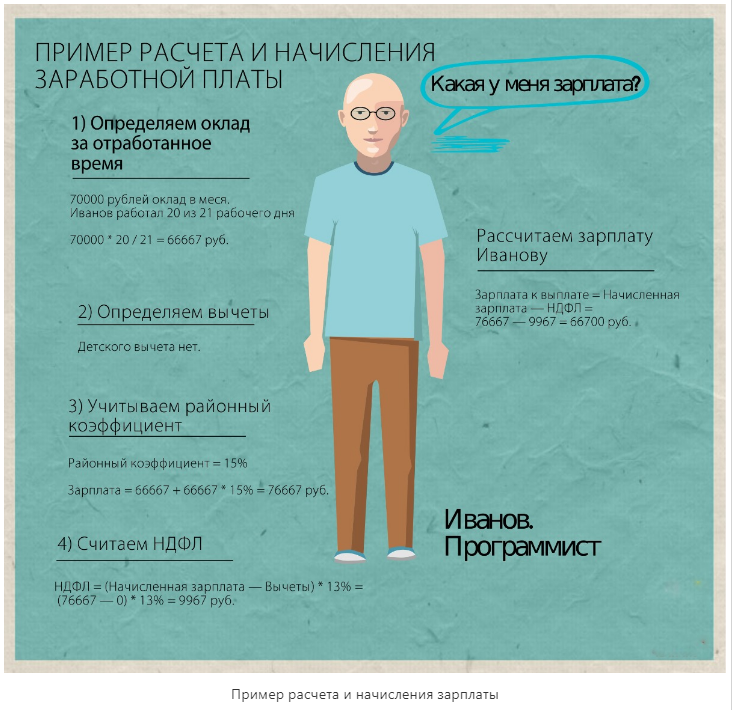 ПРИМЕР РАСЧЕТА И НАЧИСЛЕНИЯ
ЗАРАБОТНОЙ ПЛАТЫ
Какая у меня зарплата?
1) Определяем оклад
за отработанное
время
70000 рублей оклад в меся.
Иванов работал 20 из 21 рабочего дня
70000 * 20 / 21 = 66667 руб.
2) Определяем вычеты
Детского вычета нет.
3) Учитываем районный
коэффициент
Районный коэффициент = 15%
Зарплата = 66667 + 66667 * 15% = 76667 руб.
4) Считаем НДФЛ
НДФЛ = (Начисленная зарплата — Вычеты) * 13% =
(76667 — 0) * 13% = 9967 руб.
Рассчитаем зарплату
Иванову
Зарплата к выплате = Начисленная
зарплата — НДФЛ =
76667 — 9967 = 66700 руб.
Иванов.
Программист
Пример расчета и начисления зарплаты